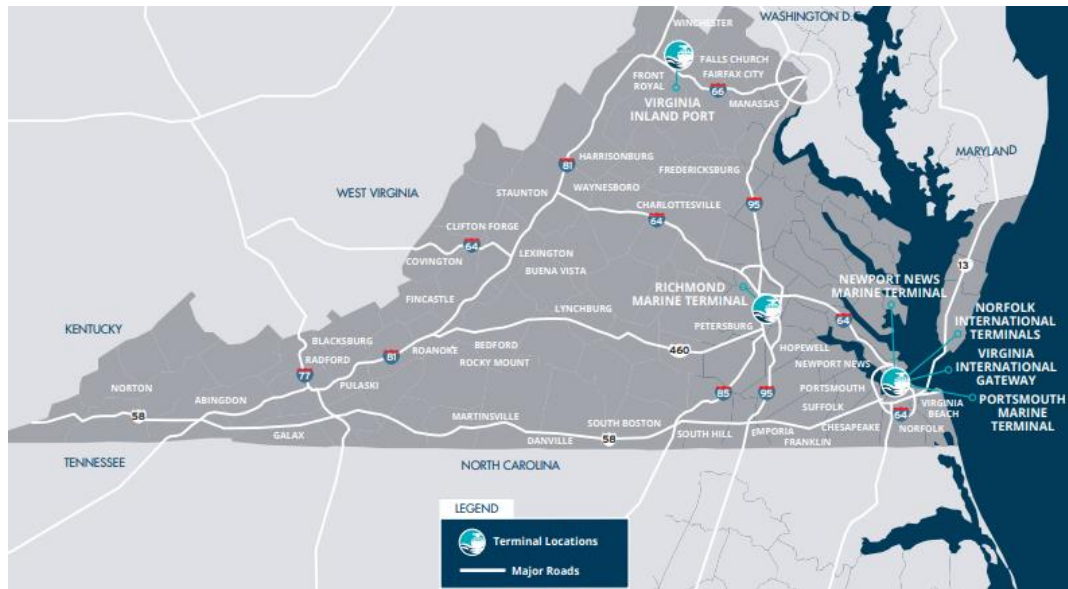 WINCHESTER
WASHINGTON D.C.
FALLS CHURCH
FRONT
ROYAL
FAIRFAX CITY
66
MANASSAS
VIRGINIA
INLAND PORT
MARYLAND
HARRISONBURG
81
FREDERICKSBURG
WEST VIRGINIA
STAUNTON
WAYNESBORO
CHARLOTTESVILLE
95
64
CLIFTON FORGE
64
COVINGTON
LEXINGTON
BUENA VISTA
13
RICHMOND
MARINE TERMINAL
NEWPORT NEWS
MARINE TERMINAL
FINCASTLE
LYNCHBURG
NORFOLK
INTERNATIONAL
TERMINALS
KENTUCKY
PETERSBURG
64
BLACKSBURG
RADFORD
81
ROANOKE
BEDFORD
ROCKY MOUNT
460
HOPEWELL
NEWPORT NEWS
VIRGINIA
INTERNATIONAL
GATEWAY
77
PULASKI
NORTON
ABINGDON
85
95
PORTSMOUTH
SUFFOLK
PORTSMOUTH
MARINE
TERMINAL
58
MARTINSVILLE
SOUTH BOSTON
64
VIRGINIA
BEACH
GALAX
DANVILLE
58
SOUTH HILL
EMPORIA
FRANKLIN
CHESAPEAKE
NORFOLK
TENNESSEE
NORTH CAROLINA
LEGEND
Terminal Locations
Major Roads